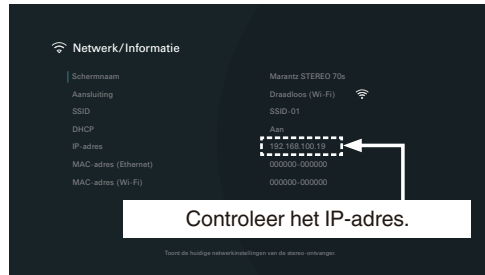 Netwerk/Informatie
Schermnaam Marantz STEREO 70s
Aansluiting Draadloos (Wi-Fi)
SSID SSID-01
DHCP Aan
IP-adres 192.168.100.19
MAC-adres (Ethernet) 000000-000000
MAC-adres (Wi-Fi) 000000-000000
Controleer het IP-adres.
Toont de huidige netwerkinstellingen van de stereo-ontvanger.